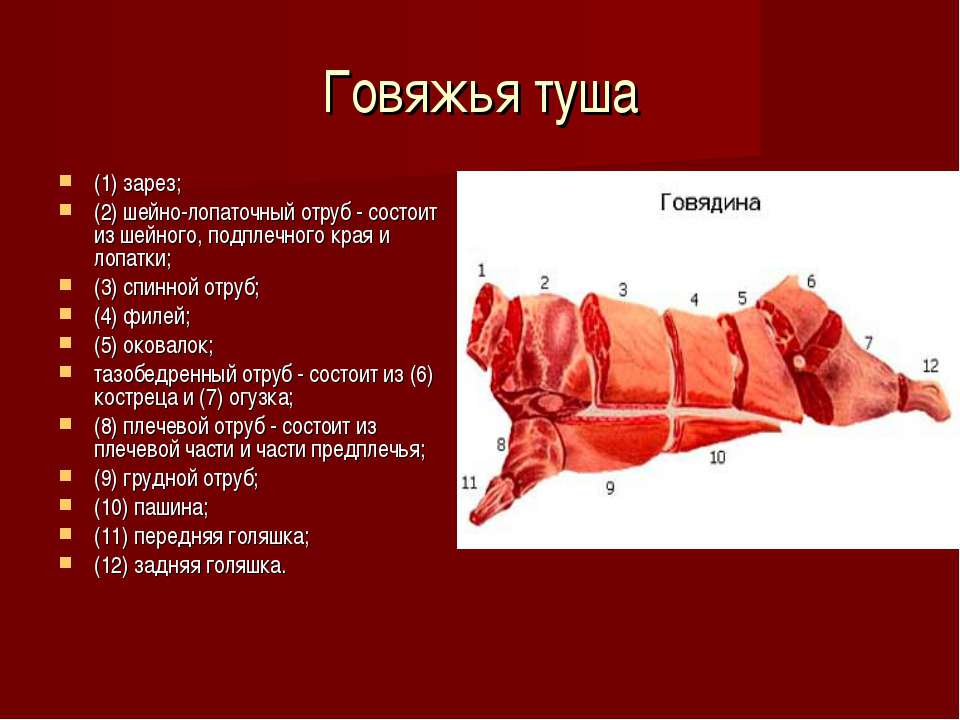 Говяжья туша
(1) зарез;
(2) шейно-лопаточный отруб - состоит
из шейного, подплечного края и
лопатки;
(3) спинной отруб;
(4) филей;
(5) оковалок;
тазобедренный отруб - состоит из (6)
костреца и (7) огузка;
(8) плечевой отруб - состоит из
плечевой части и части предплечья;
(9) грудной отруб;
(10) пашина;
(11) передняя голяшка;
(12) задняя голяшка.
Говядина
1
2
3
4
5
6
7
12
8
11
9
10